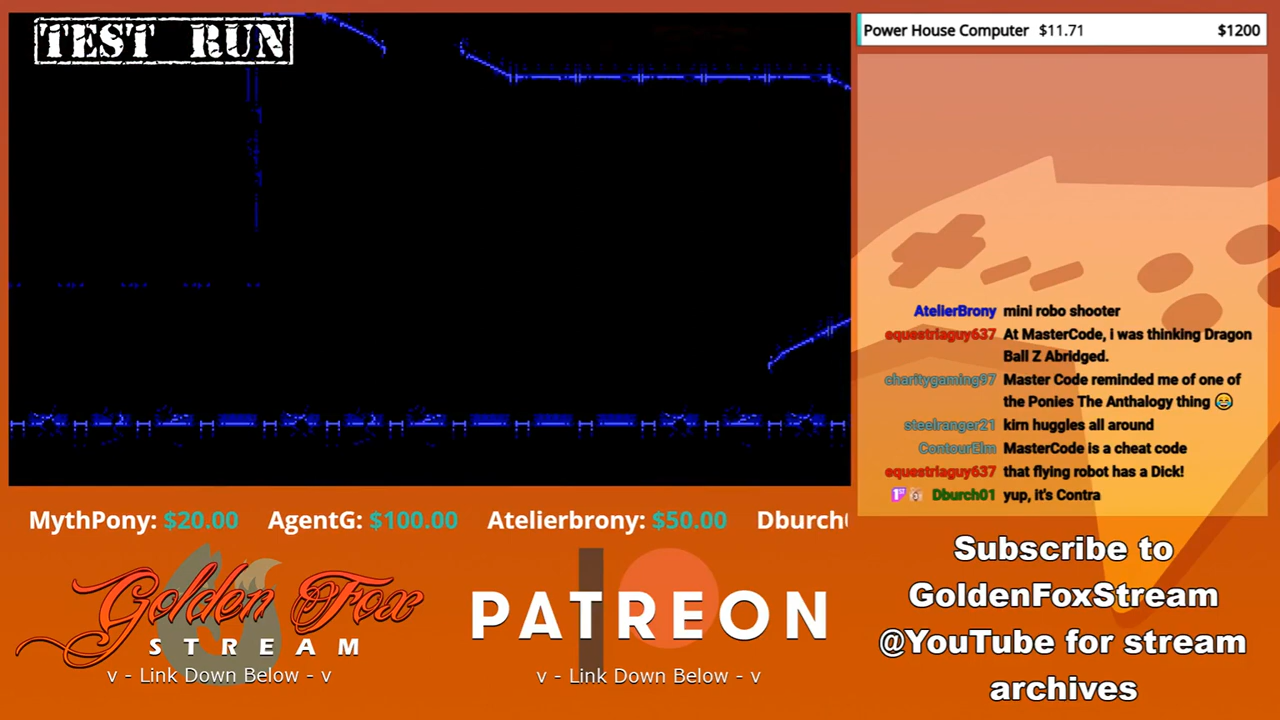 TEST RUN
Power House Computer $11.71 $1200
AtelierBrony mini robo shooter
equestriaguy637 At MasterCode, i was thinking Dragon
Ball Z Abridged.
charitygaming97 Master Code reminded me of one of
the Ponies The Anthalogy thing 😂
steelranger21 kirn huggles all around
ContourElm MasterCode is a cheat code
equestriaguy637 that flying robot has a Dick!
Dburch01 yup, it's Contra
MythPony: $20.00 AgentG: $100.00 Atelierbrony: $50.00
Golden Fox
STREAM
v - Link Down Below - v
PATREON
v - Link Down Below - v
Subscribe to
GoldenFoxStream
@YouTube for stream
archives